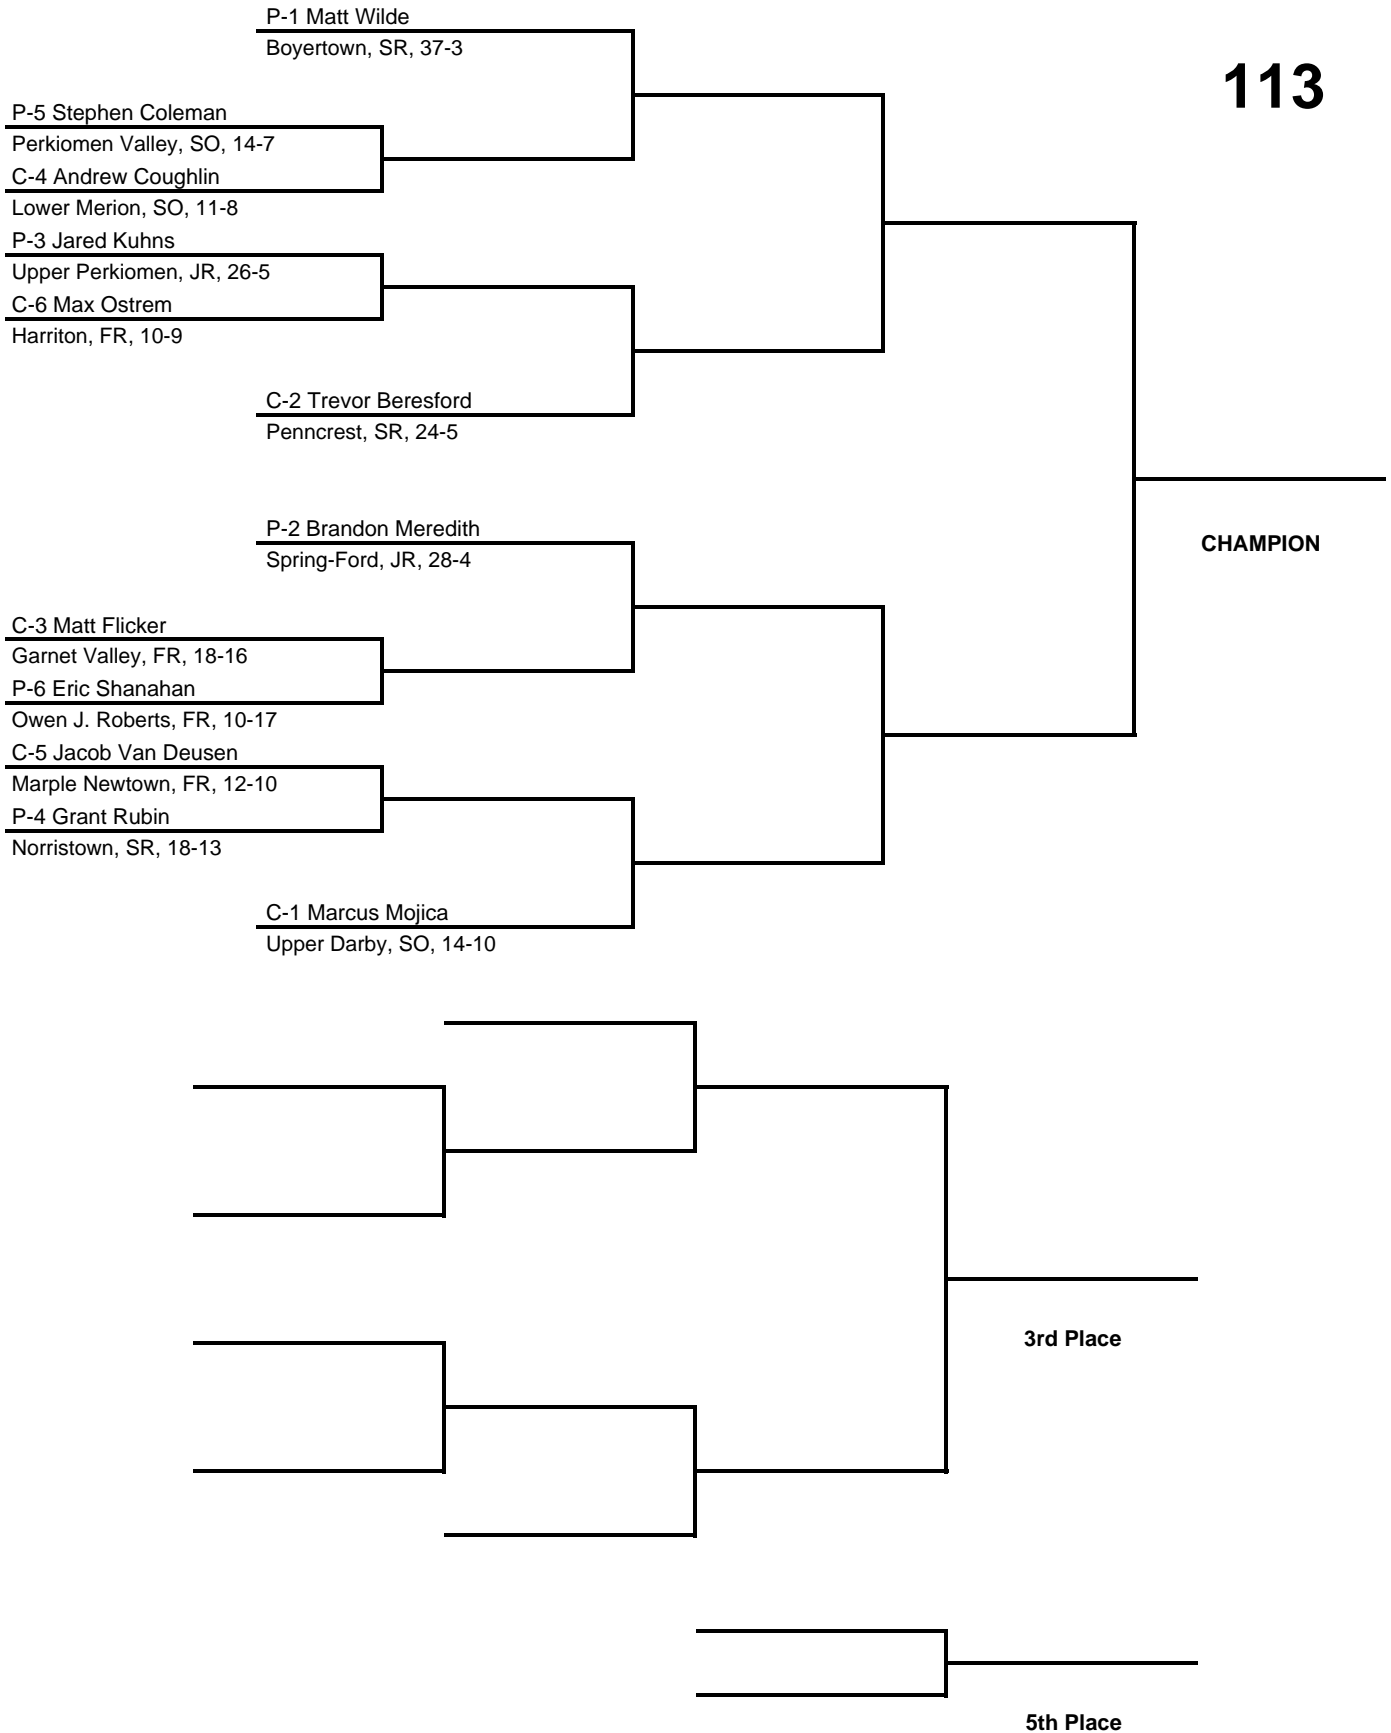 P-1 Matt Wilde
Boyertown, SR, 37-3
113
P-5 Stephen Coleman
Perkiomen Valley, SO, 14-7
C-4 Andrew Coughlin
Lower Merion, SO, 11-8
P-3 Jared Kuhns
Upper Perkiomen, JR, 26-5
C-6 Max Ostrem
Harriton, FR, 10-9
C-2 Trevor Beresford
Penncrest, SR, 24-5
P-2 Brandon Meredith
Spring-Ford, JR, 28-4
CHAMPION
C-3 Matt Flicker
Garnet Valley, FR, 18-16
P-6 Eric Shanahan
Owen J. Roberts, FR, 10-17
C-5 Jacob Van Deusen
Marple Newtown, FR, 12-10
P-4 Grant Rubin
Norristown, SR, 18-13
C-1 Marcus Mojica
Upper Darby, SO, 14-10
3rd Place
5th Place